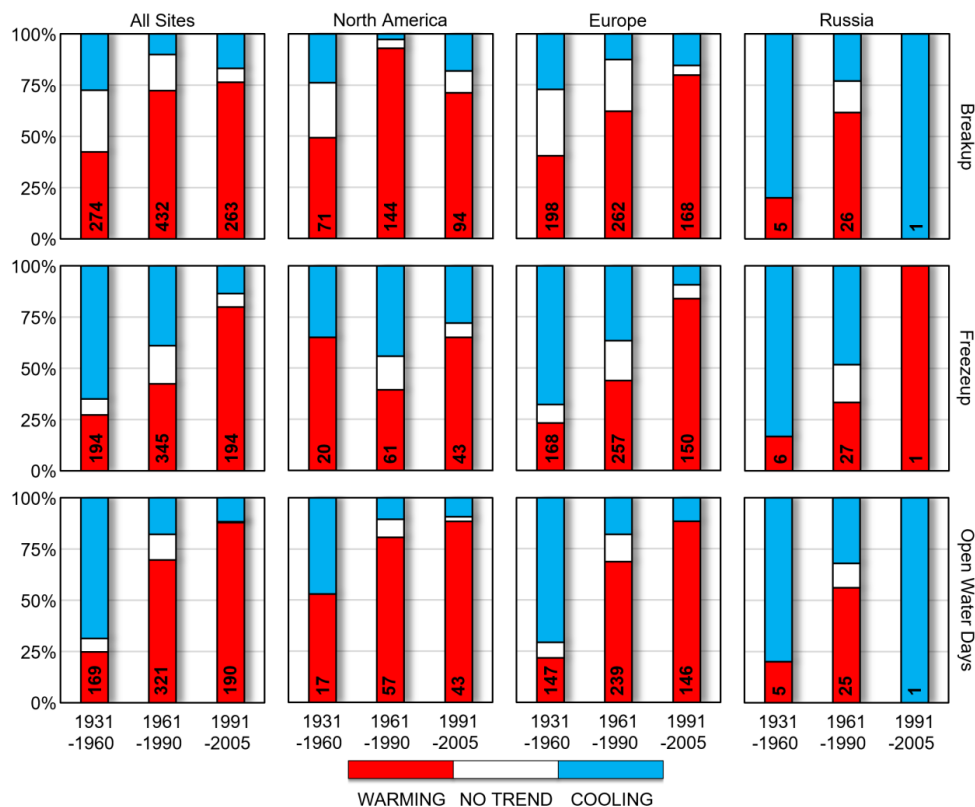 All Sites North America Europe Russia
100%
75%
50%
25%
0%
274 432 263 71 144 94 198 262 168 5 26 1
Breakup
100%
75%
50%
25%
0%
194 345 194 20 61 43 168 257 150 6 27 1
Freezeup
100%
75%
50%
25%
0%
169 321 190 17 57 43 147 239 146 5 25 1
Open Water Days
1931 1961 1991 1931 1961 1991 1931 1961 1991 1931 1961 1991
-1960 -1990 -2005 -1960 -1990 -2005 -1960 -1990 -2005 -1960 -1990 -2005
WARMING NO TREND COOLING